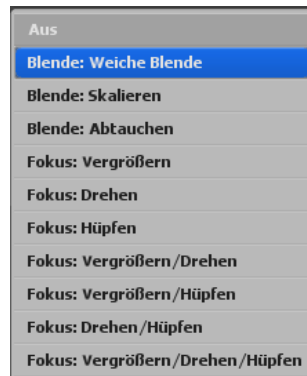 Aus
Blende: Weiche Blende
Blende: Skalieren
Blende: Abtauchen
Fokus: Vergrößern
Fokus: Drehen
Fokus: Hüpfen
Fokus: Vergrößern/Drehen
Fokus: Vergrößern/Hüpfen
Fokus: Drehen/Hüpfen
Fokus: Vergrößern/Drehen/Hüpfen